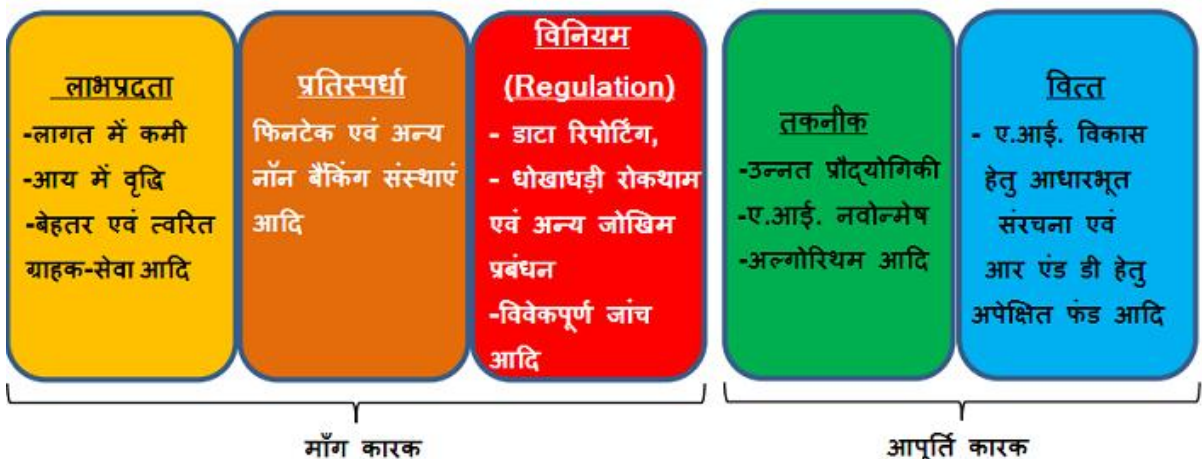 लाभप्रदता
-लागत में कमी
-आय में वृद्धि
-बेहतर एवं त्वरित
ग्राहक-सेवा आदि
प्रतिस्पर्धा
फिनटेक एवं अन्य
नॉन बैंकिंग संस्थाएं
आदि
विनियम
(Regulation)
- डाटा रिपोर्टिंग,
- धोखाधड़ी रोकथाम
एवं अन्य जोखिम
प्रबंधन
-विवेकपूर्ण जांच
आदि
तकनीक
-उन्नत प्रौद्योगिकी
-ए.आई. नवोन्मेष
-अल्गोरिथम आदि
वित्त
- ए.आई. विकास
हेतु आधारभूत
संरचना एवं
आर एंड डी हेतु
अपेक्षित फंड आदि
माँग कारक
आपूर्ति कारक